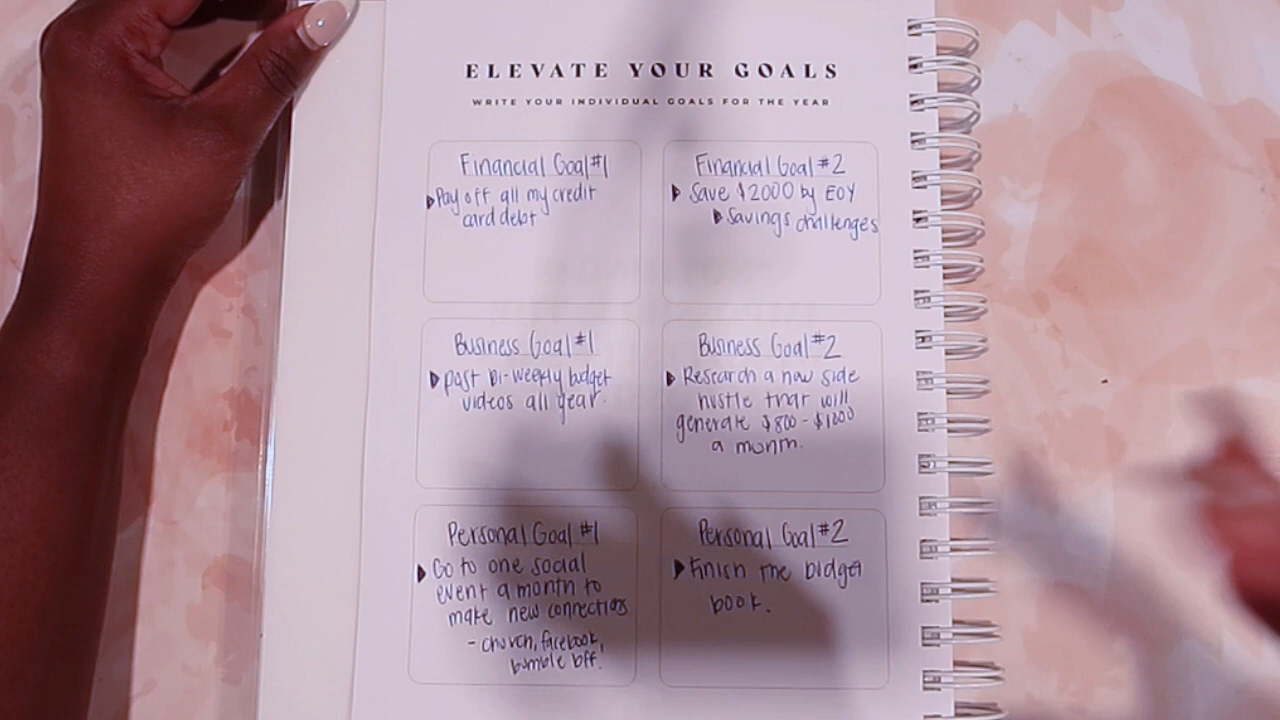 ELEVATE YOUR GOALS
WRITE YOUR INDIVIDUAL GOALS FOR THE YEAR
Financial Goal #1
Pay off all my credit
card debt
Financial Goal #2
Save $2000 by EOY
Savings challenges
Business Goal #1
post bi-weekly budget
videos all year.
Business Goal #2
Research a new side
hustle that will
generate $800 - $1000
a month.
Personal Goal #1
Go to one social
event a month to
make new connections
- church, facebook,
bumble bff.
Personal Goal #2
Finish the budget
book.